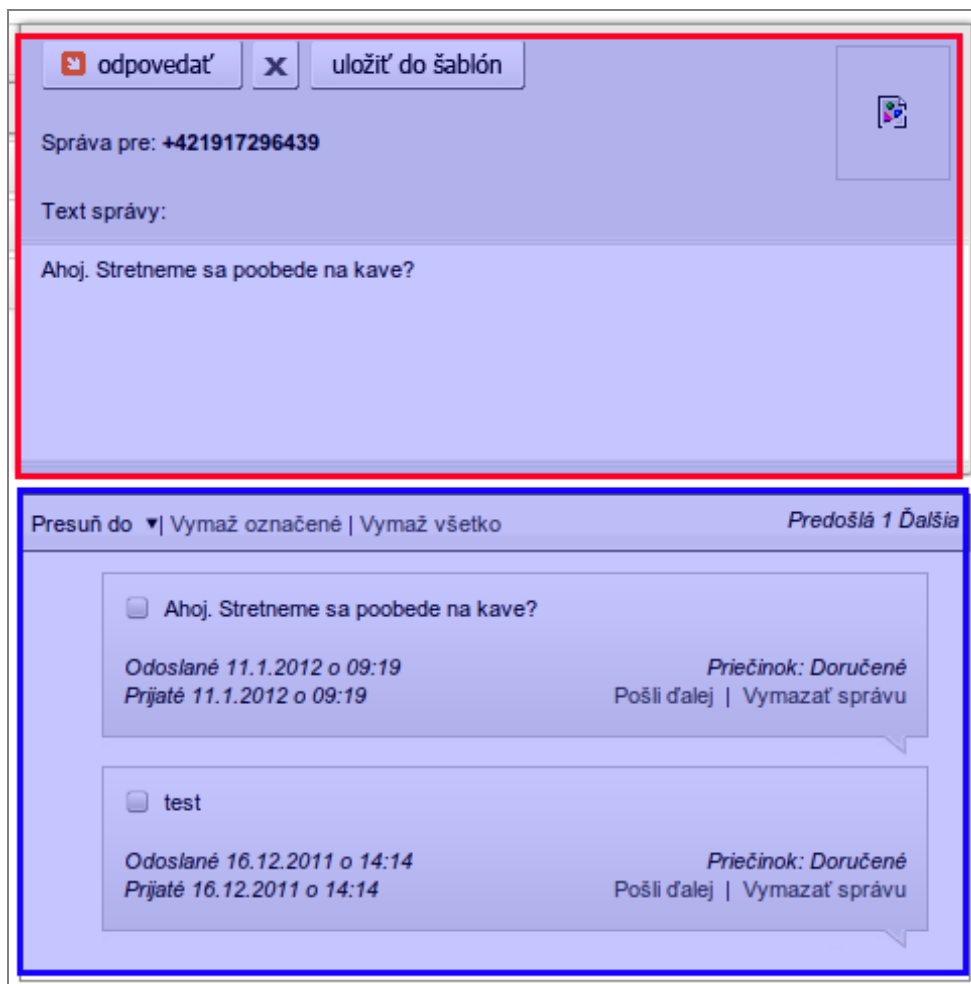 odpovedať x uložiť do šablón
Správa pre: +421917296439
Text správy:
Ahoj. Stretneme sa poobede na kave?
Presuň do ▼| Vymaž označené | Vymaž všetko Predošlá 1 Ďalšia
Ahoj. Stretneme sa poobede na kave?
Odoslané 11.1.2012 o 09:19 Priečinok: Doručené
Prijaté 11.1.2012 o 09:19 Pošli ďalej | Vymazať správu
test
Odoslané 16.12.2011 o 14:14 Priečinok: Doručené
Prijaté 16.12.2011 o 14:14 Pošli ďalej | Vymazať správu